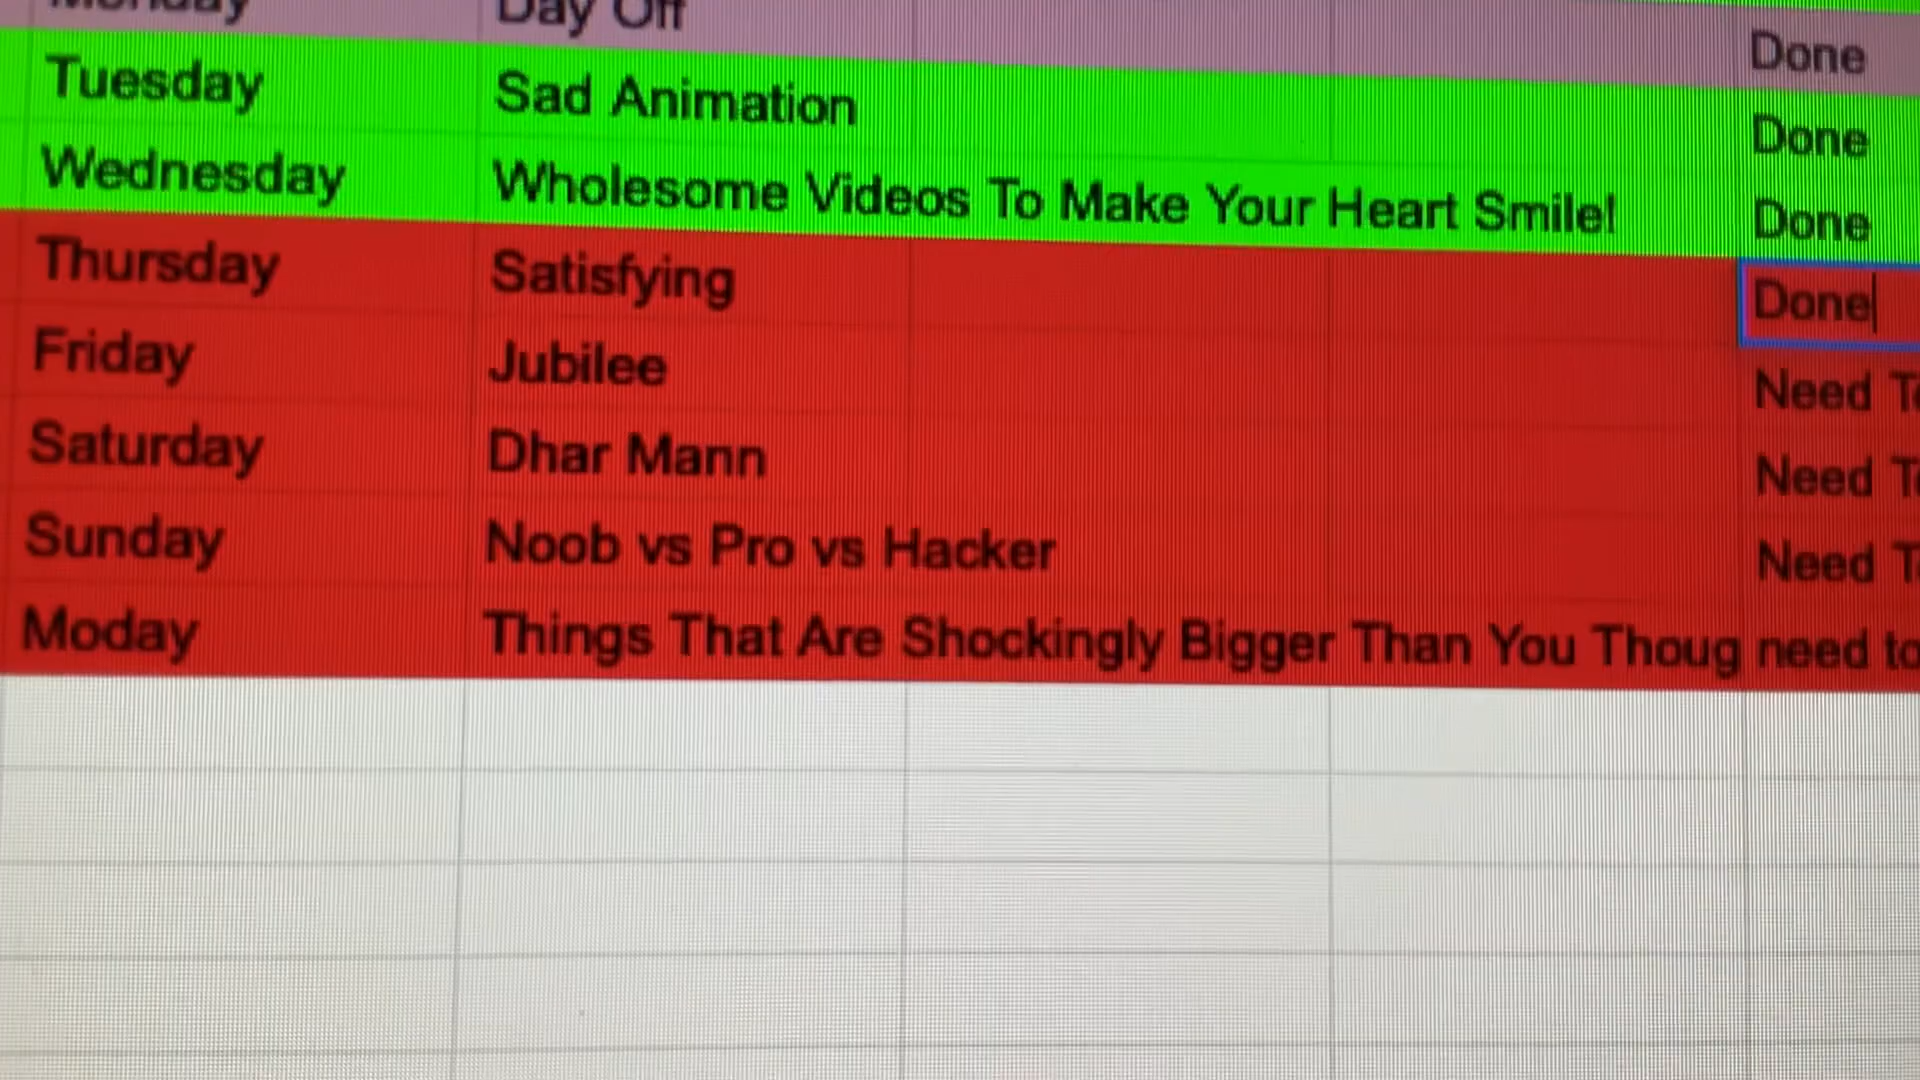 Monday Day Off Done
Tuesday Sad Animation Done
Wednesday Wholesome Videos To Make Your Heart Smile! Done
Thursday Satisfying Done
Friday Jubilee Need
Saturday Dhar Mann Need
Sunday Noob vs Pro vs Hacker Need
Moday Things That Are Shockingly Bigger Than You Thoug need to